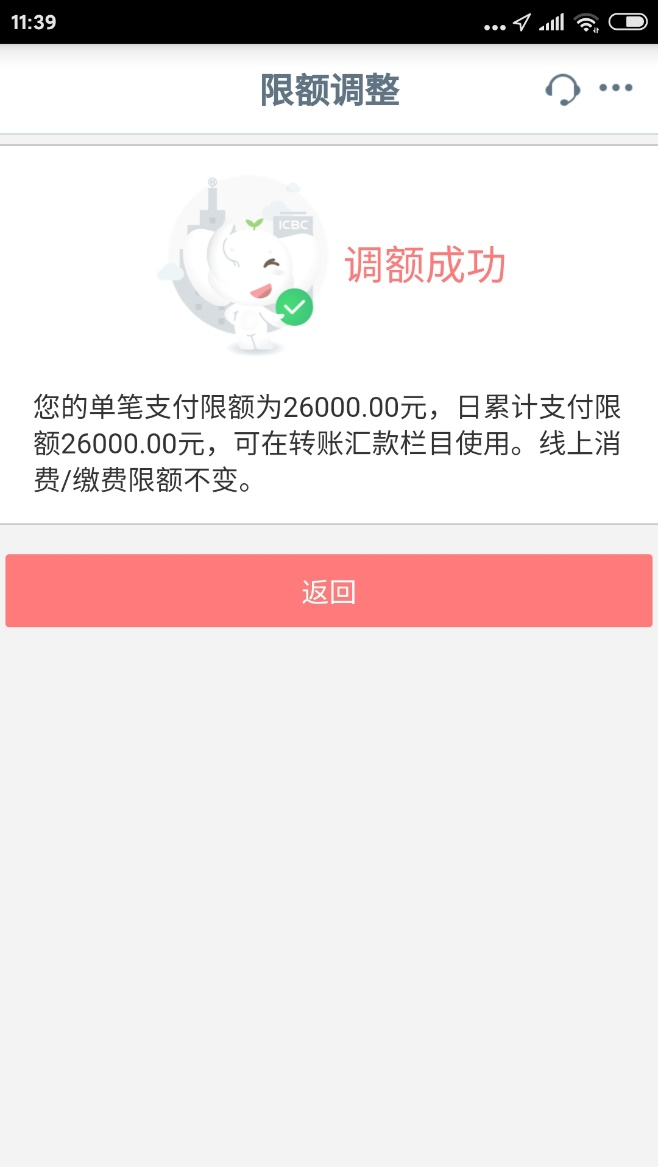 11:39
限额调整
®
ICBC
调额成功
您的单笔支付限额为26000.00元，日累计支付限
额26000.00元，可在转账汇款栏目使用。线上消
费/缴费限额不变。
返回